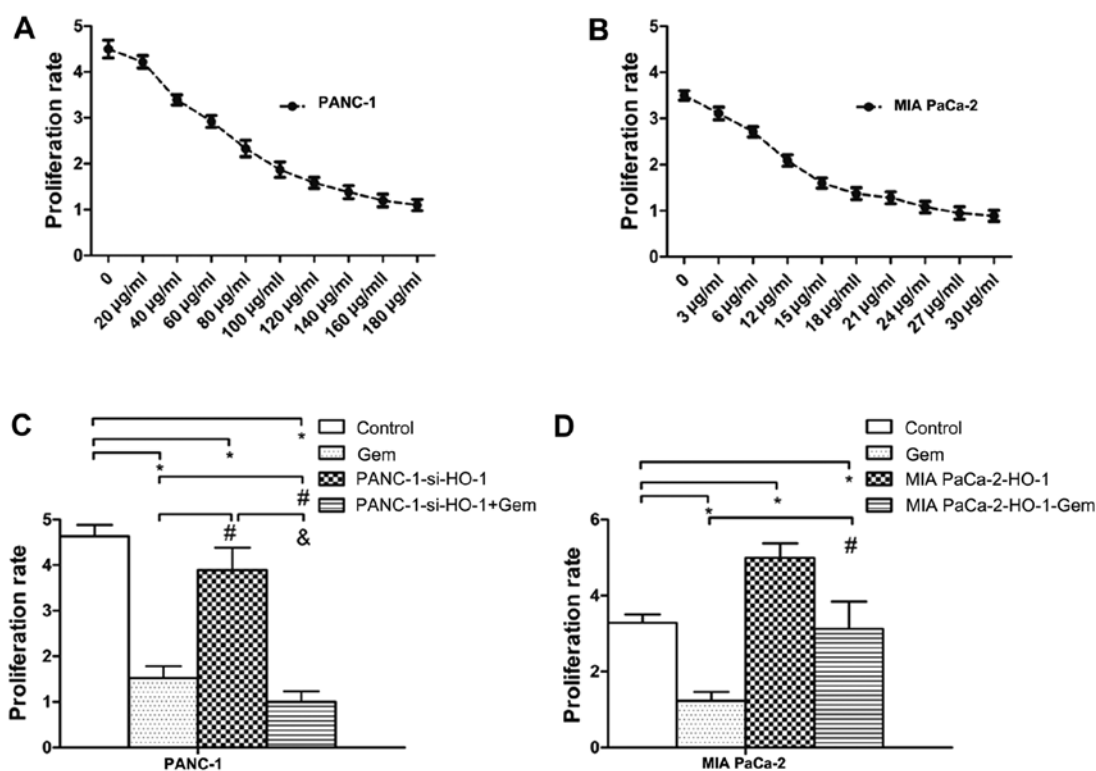 A
Proliferation rate
5
4
3
2
1
0
PANC-1
0
20 µg/ml
40 µg/ml
60 µg/ml
80 µg/ml
100 µg/mll
120 µg/ml
140 µg/ml
160 µg/mll
180 µg/ml
B
Proliferation rate
5
4
3
2
1
0
MIA PaCa-2
0
3 µg/ml
6 µg/ml
12 µg/ml
15 µg/ml
18 µg/mll
21 µg/ml
24 µg/ml
27 µg/mll
30 µg/ml
C
Proliferation rate
5
4
3
2
1
0
*
*
*
#
#
&
Control
Gem
PANC-1-si-HO-1
PANC-1-si-HO-1+Gem
PANC-1
D
Proliferation rate
6
4
2
0
*
*
*
#
Control
Gem
MIA PaCa-2-HO-1
MIA PaCa-2-HO-1-Gem
MIA PaCa-2